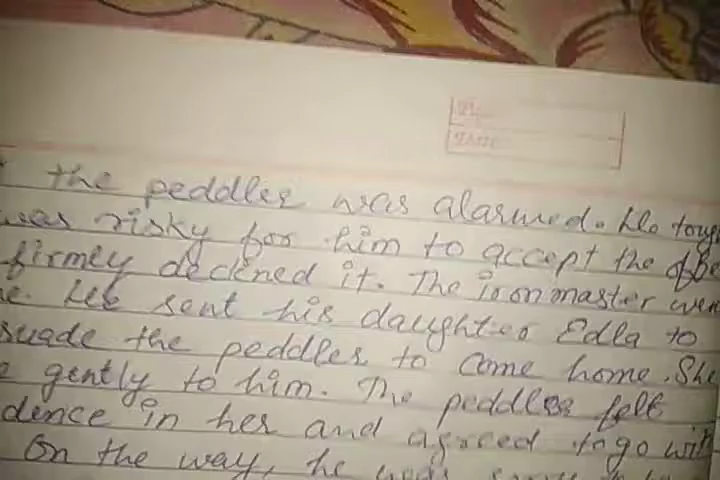 the peddler was alarmed. He
was risky for him to accept the
firmly declined it. The ironmaster
He sent his daughter Edla to
suade the peddler to come home. She
gently to him. The peddler felt
dence in her and agreed to go
On the way, he was